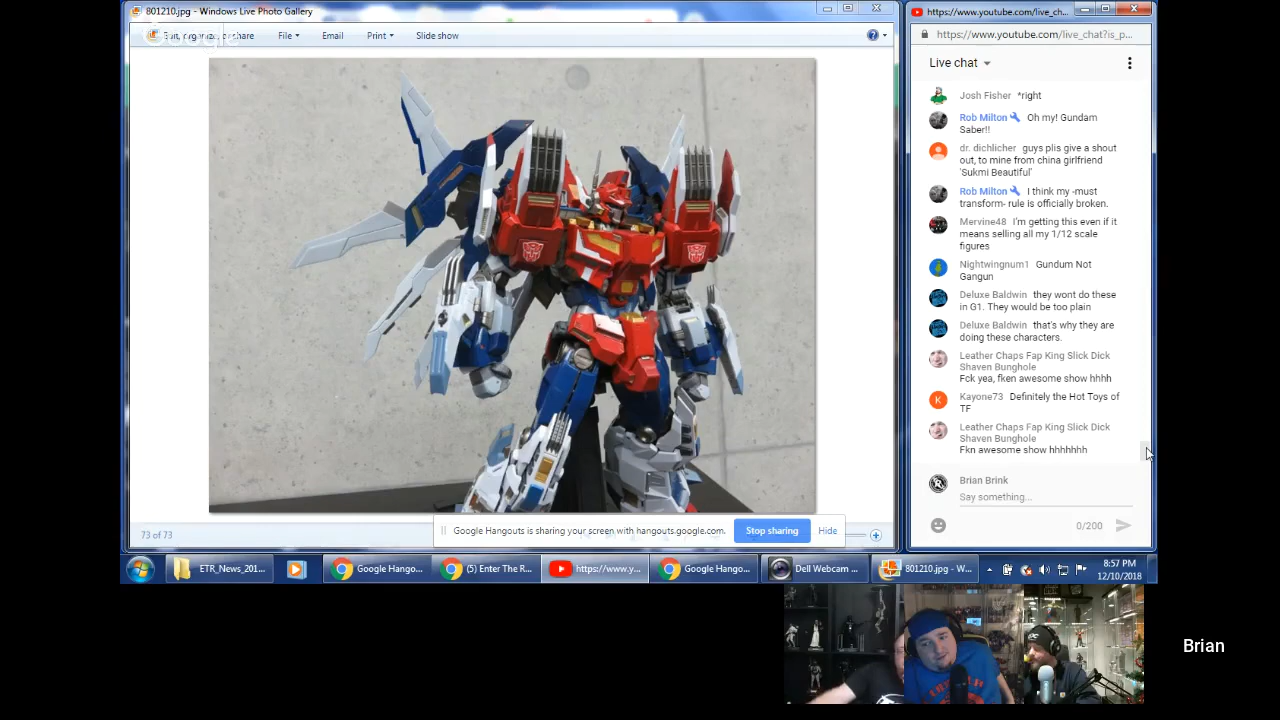 801210.jpg - Windows Live Photo Gallery
Google
File
Email
Print
Slide show
73 of 73
Google Hangouts is sharing your screen with hangouts.google.com.
Stop sharing
Hide
https://www.youtube.com/live_ch...
https://www.youtube.com/live_chat?is_p...
Live chat
Josh Fisher *right
Rob Milton Oh my! Gundam
Saber!!
dr. dichlicher guys plis give a shout
out, to mine from china girlfriend
'Sukmi Beautiful'
Rob Milton I think my -must
transform- rule is officially broken.
Mervine48 I'm getting this even if it
means selling all my 1/12 scale
figures
Nightwingnum1 Gundum Not
Gangun
Deluxe Baldwin they wont do these
in G1. They would be too plain
Deluxe Baldwin that's why they are
doing these characters.
Leather Chaps Fap King Slick Dick
Shaven Bunghole
Fck yea, fken awesome show hhhh
Kayone73 Definitely the Hot Toys of
TF
Leather Chaps Fap King Slick Dick
Shaven Bunghole
Fkn awesome show hhhhhhh
Brian Brink
Say something...
0/200
ETR_News_201...
Google Hango...
(5) Enter The R...
https://www.y...
Google Hango...
Dell Webcam ...
801210.jpg - W...
8:57 PM
12/10/2018
Brian